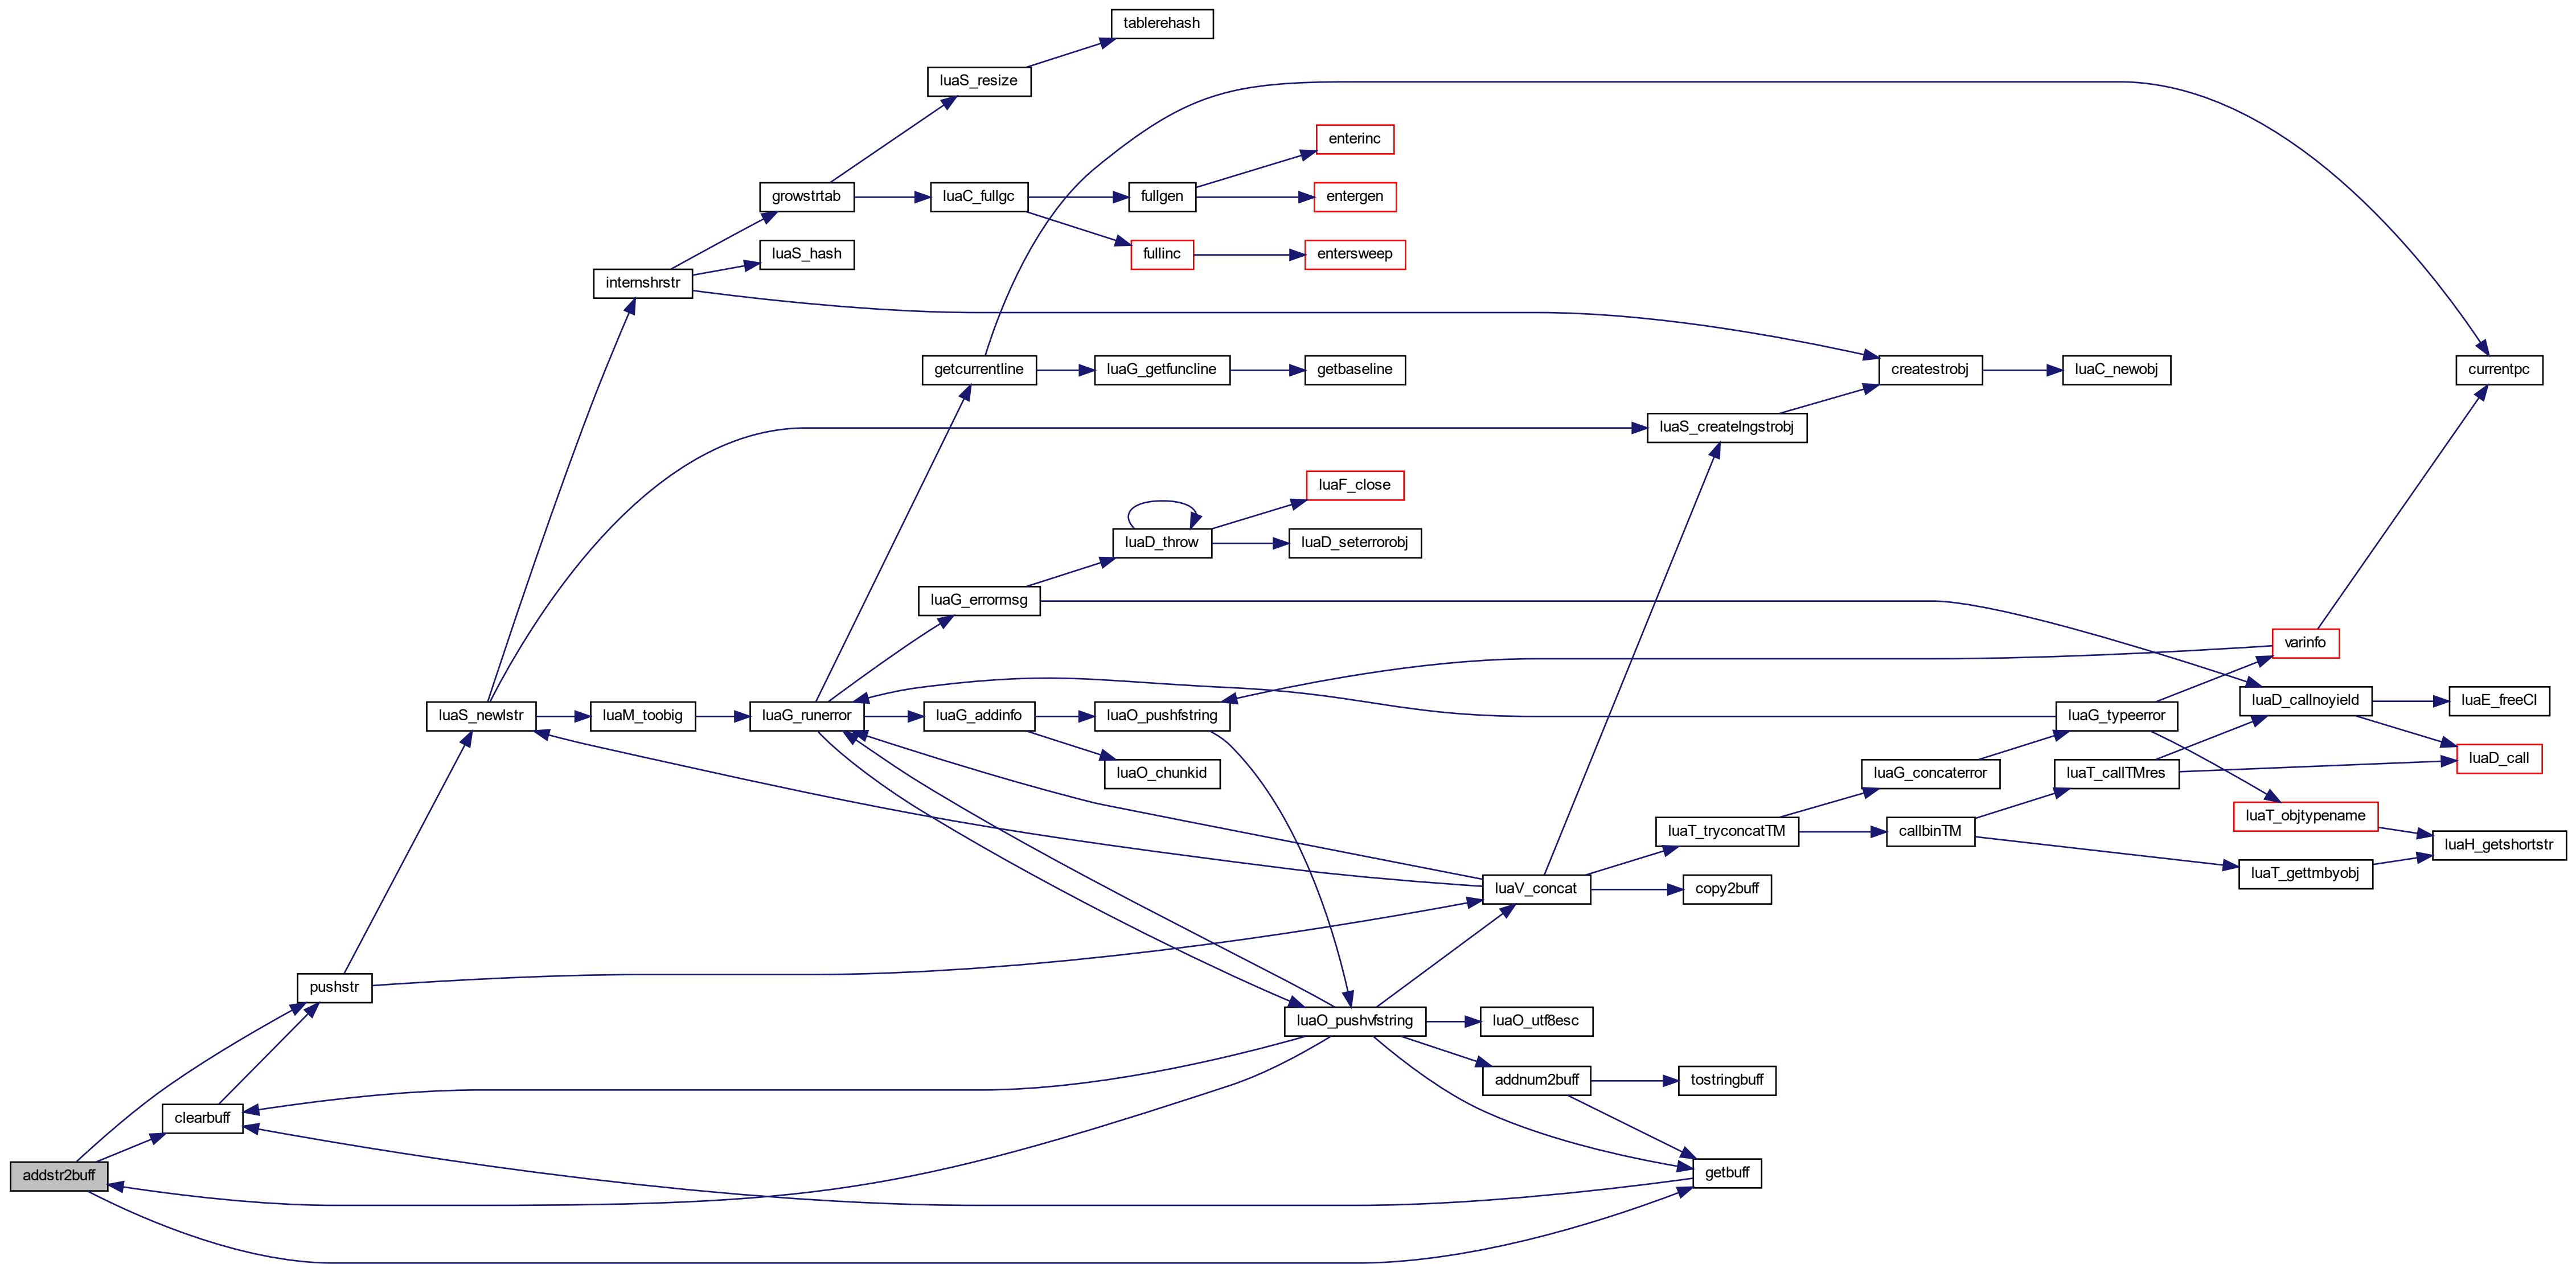 tablerehash
luaS_resize
enterinc
growstrtab
luaC_fullgc
fullgen
entergen
luaS_hash
fullinc
entersweep
internshrstr
getcurrentline
luaG_getfuncline
getbaseline
createstrobj
luaC_newobj
currentpc
luaS_createlngstrobj
luaF_close
luaD_throw
luaD_seterrorobj
luaG_errormsg
varinfo
luaS_newlstr
luaM_toobig
luaG_runerror
luaG_addinfo
luaO_pushfstring
luaG_typeerror
luaD_callnoyield
luaE_freeCI
luaO_chunkid
luaG_concaterror
luaT_callTMres
luaD_call
luaT_objtypename
luaT_tryconcatTM
callbinTM
luaH_getshortstr
luaT_gettmbyobj
luaV_concat
copy2buff
pushstr
luaO_pushvfstring
luaO_utf8esc
addnum2buff
tostringbuff
clearbuff
addstr2buff
getbuff